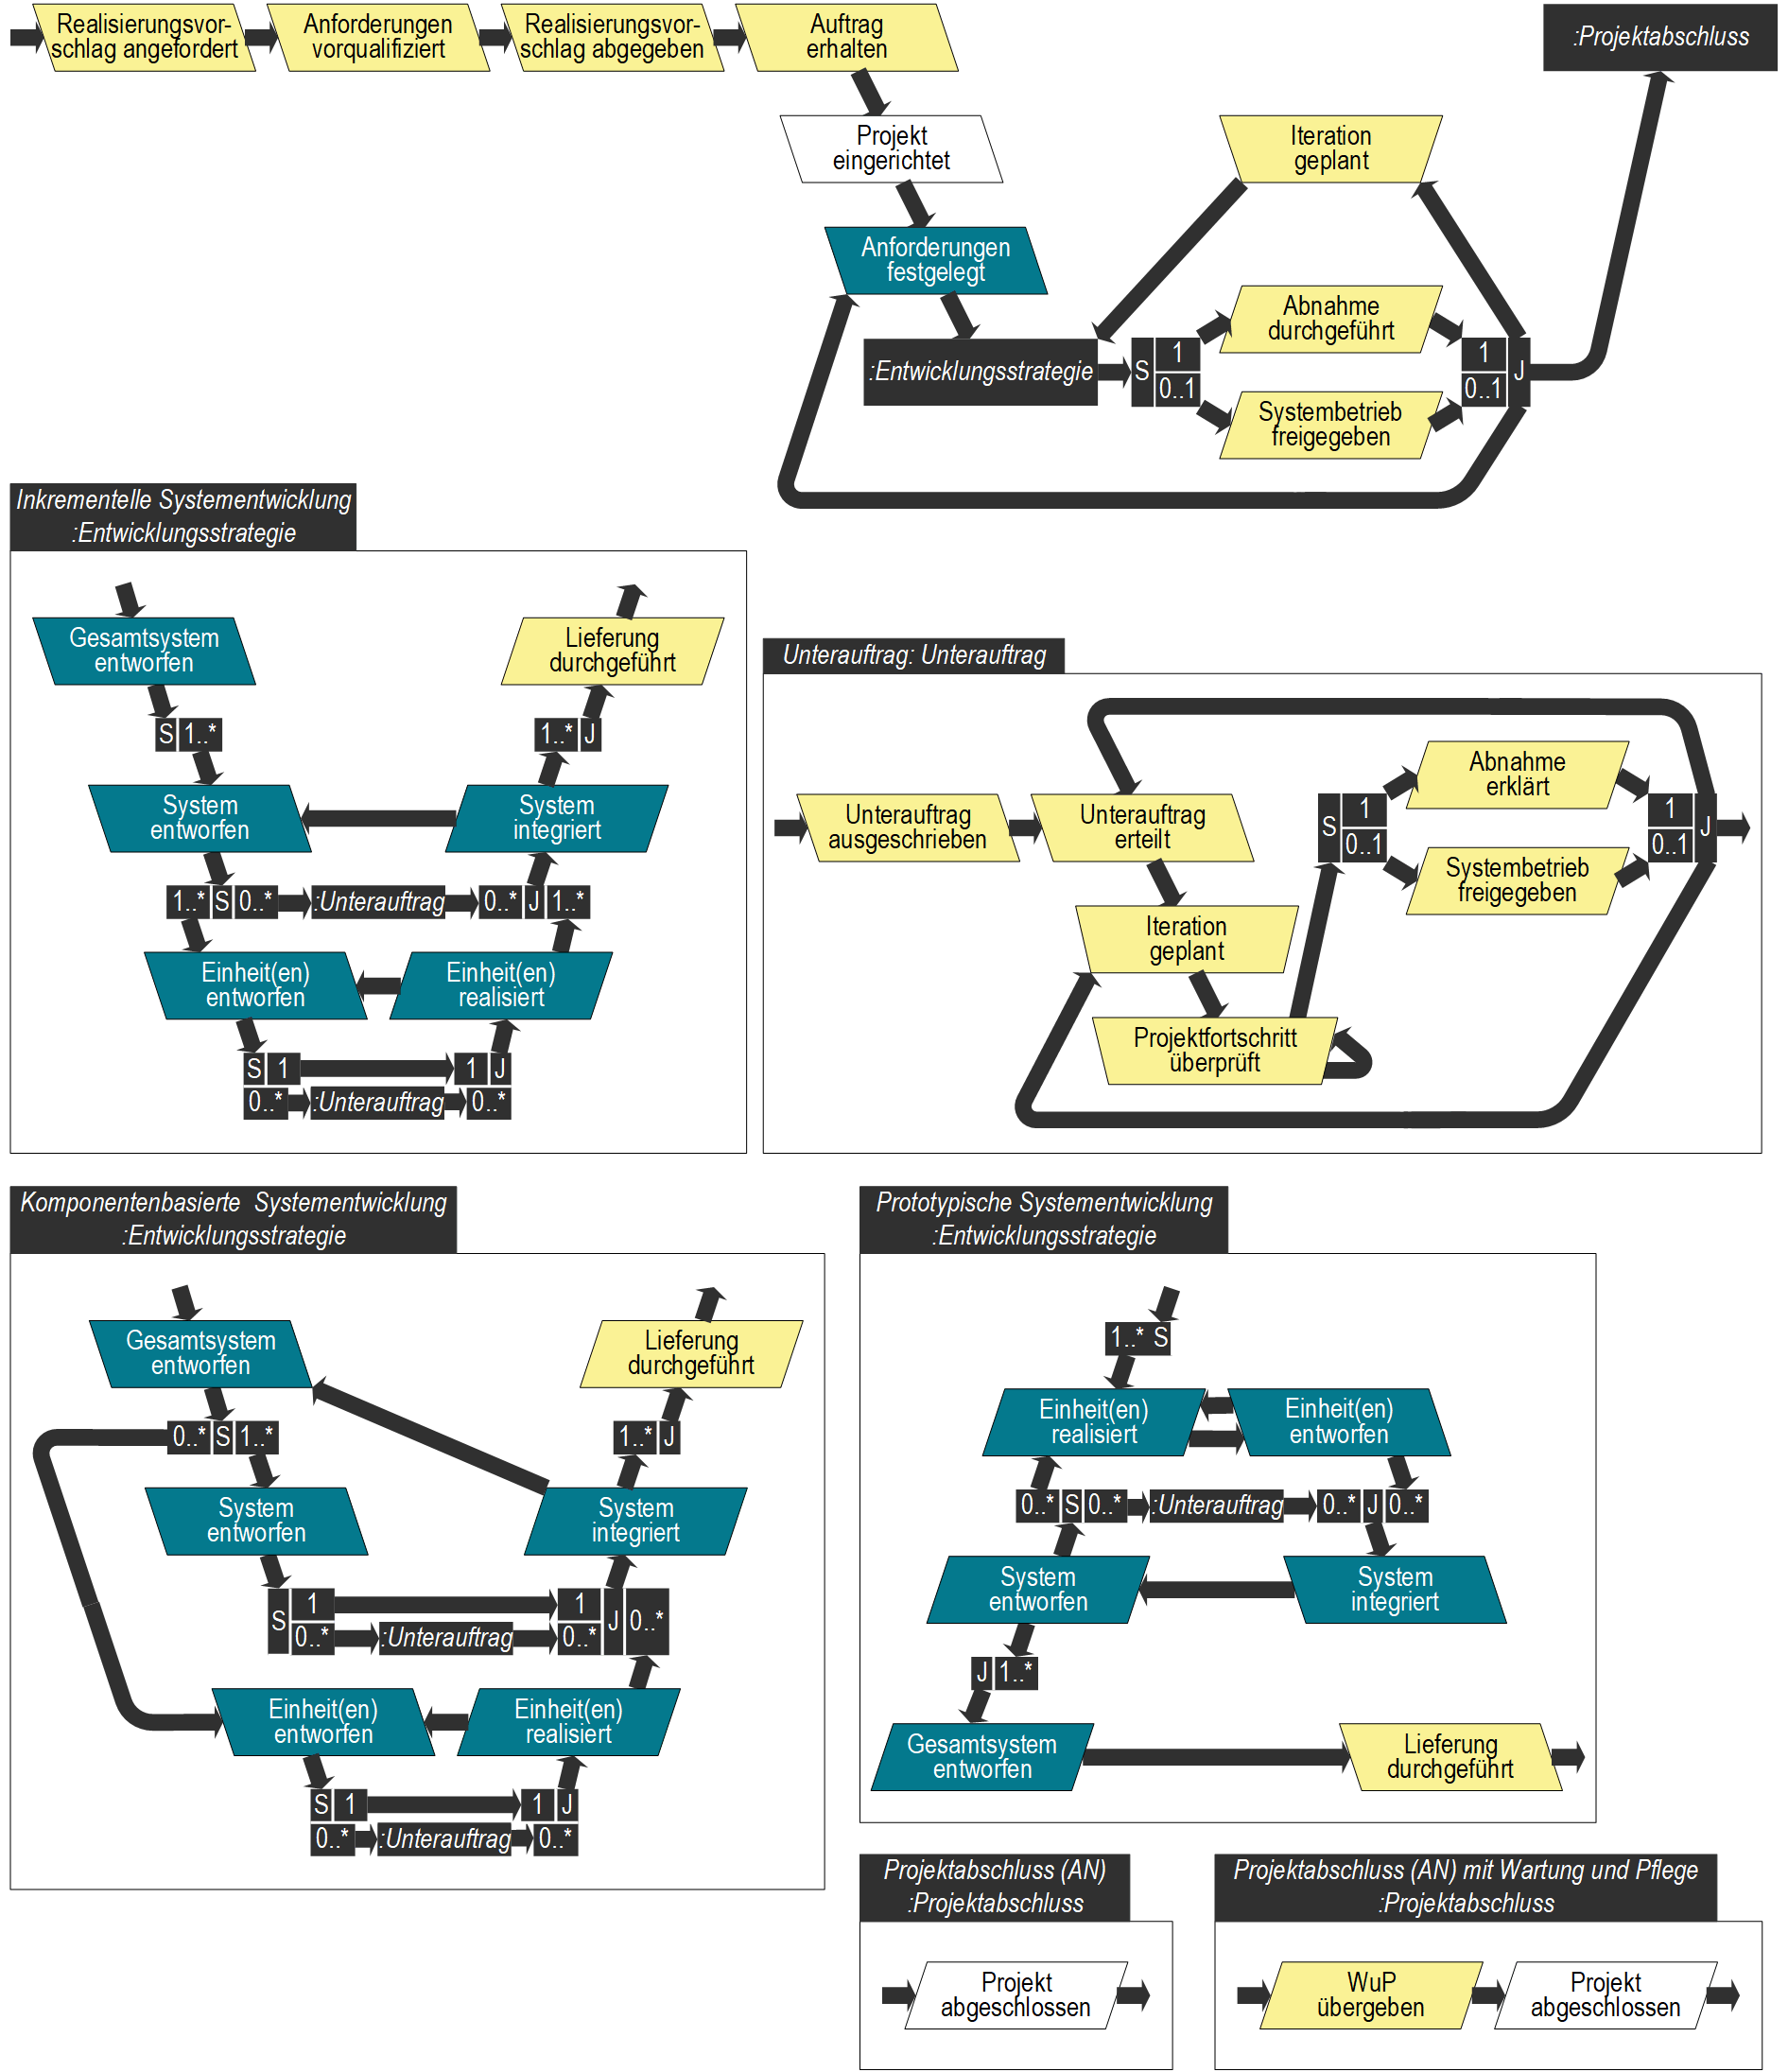 Realisierungsvor-
schlag angefordert
Anforderungen
vorqualifiziert
Realisierungsvor-
schlag abgegeben
Auftrag
erhalten
:Projektabschluss
Projekt
eingerichtet
Iteration
geplant
Anforderungen
festgelegt
:Entwicklungsstrategie
S
1
0..1
Abnahme
durchgeführt
Systembetrieb
freigegeben
1
0..1
J
Inkrementelle Systementwicklung
:Entwicklungsstrategie
Gesamtsystem
entworfen
Lieferung
durchgeführt
S 1..*
1..* J
System
entworfen
System
integriert
1..* S 0..* :Unterauftrag 0..* J 1..*
Einheit(en)
entworfen
Einheit(en)
realisiert
S 1 1 J
0..* :Unterauftrag 0..*
Unterauftrag: Unterauftrag
Unterauftrag
ausgeschrieben
Unterauftrag
erteilt
Iteration
geplant
Projektfortschritt
überprüft
S
1
0..1
Abnahme
erklärt
Systembetrieb
freigegeben
1
0..1
J
Komponentenbasierte Systementwicklung
:Entwicklungsstrategie
Gesamtsystem
entworfen
Lieferung
durchgeführt
0..* S 1..*
1..* J
System
entworfen
System
integriert
S
1 1
0..* :Unterauftrag 0..*
J
0..*
Einheit(en)
entworfen
Einheit(en)
realisiert
S 1 1 J
0..* :Unterauftrag 0..*
Prototypische Systementwicklung
:Entwicklungsstrategie
1..* S
Einheit(en)
realisiert
Einheit(en)
entworfen
0..* S 0..* :Unterauftrag 0..* J 0..*
System
entworfen
System
integriert
J 1..*
Gesamtsystem
entworfen
Lieferung
durchgeführt
Projektabschluss (AN)
:Projektabschluss
Projekt
abgeschlossen
Projektabschluss (AN) mit Wartung und Pflege
:Projektabschluss
WuP
übergeben
Projekt
abgeschlossen